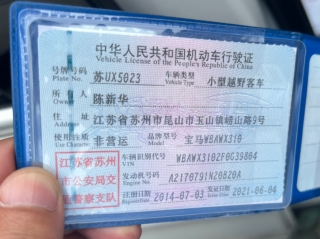 中华人民共和国机动车行驶证
Vehicle License of the People's Republic of China
号牌号码 苏UX5023 车辆类型 小型越野客车
Plate No. Vehicle Type
所有人 陈新华
Owner
住址 江苏省苏州市昆山市玉山镇崂山路9号
Address
使用性质 非营运 品牌型号 宝马WBAWX310
Use Character Model
江苏省苏州 车辆识别代号
VIN
市公安局交 发动机号码
Engine No.
警察支队 注册日期 2014-07-03 发证日期 2021-06-04
Register Date Issue Date